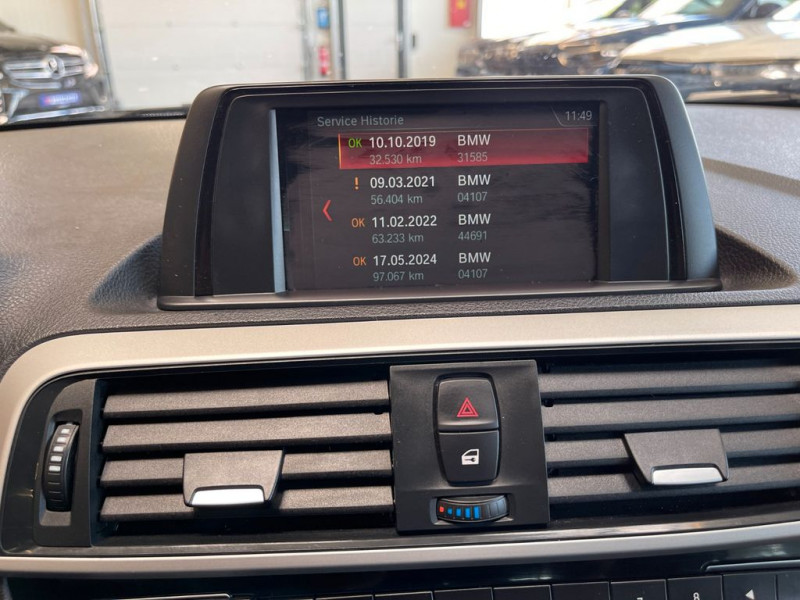 Service Historie 11:49
OK 10.10.2019 BMW
32.530 km 31585
! 09.03.2021 BMW
56.404 km 04107
OK 11.02.2022 BMW
63.233 km 44691
OK 17.05.2024 BMW
97.067 km 04107
7 8